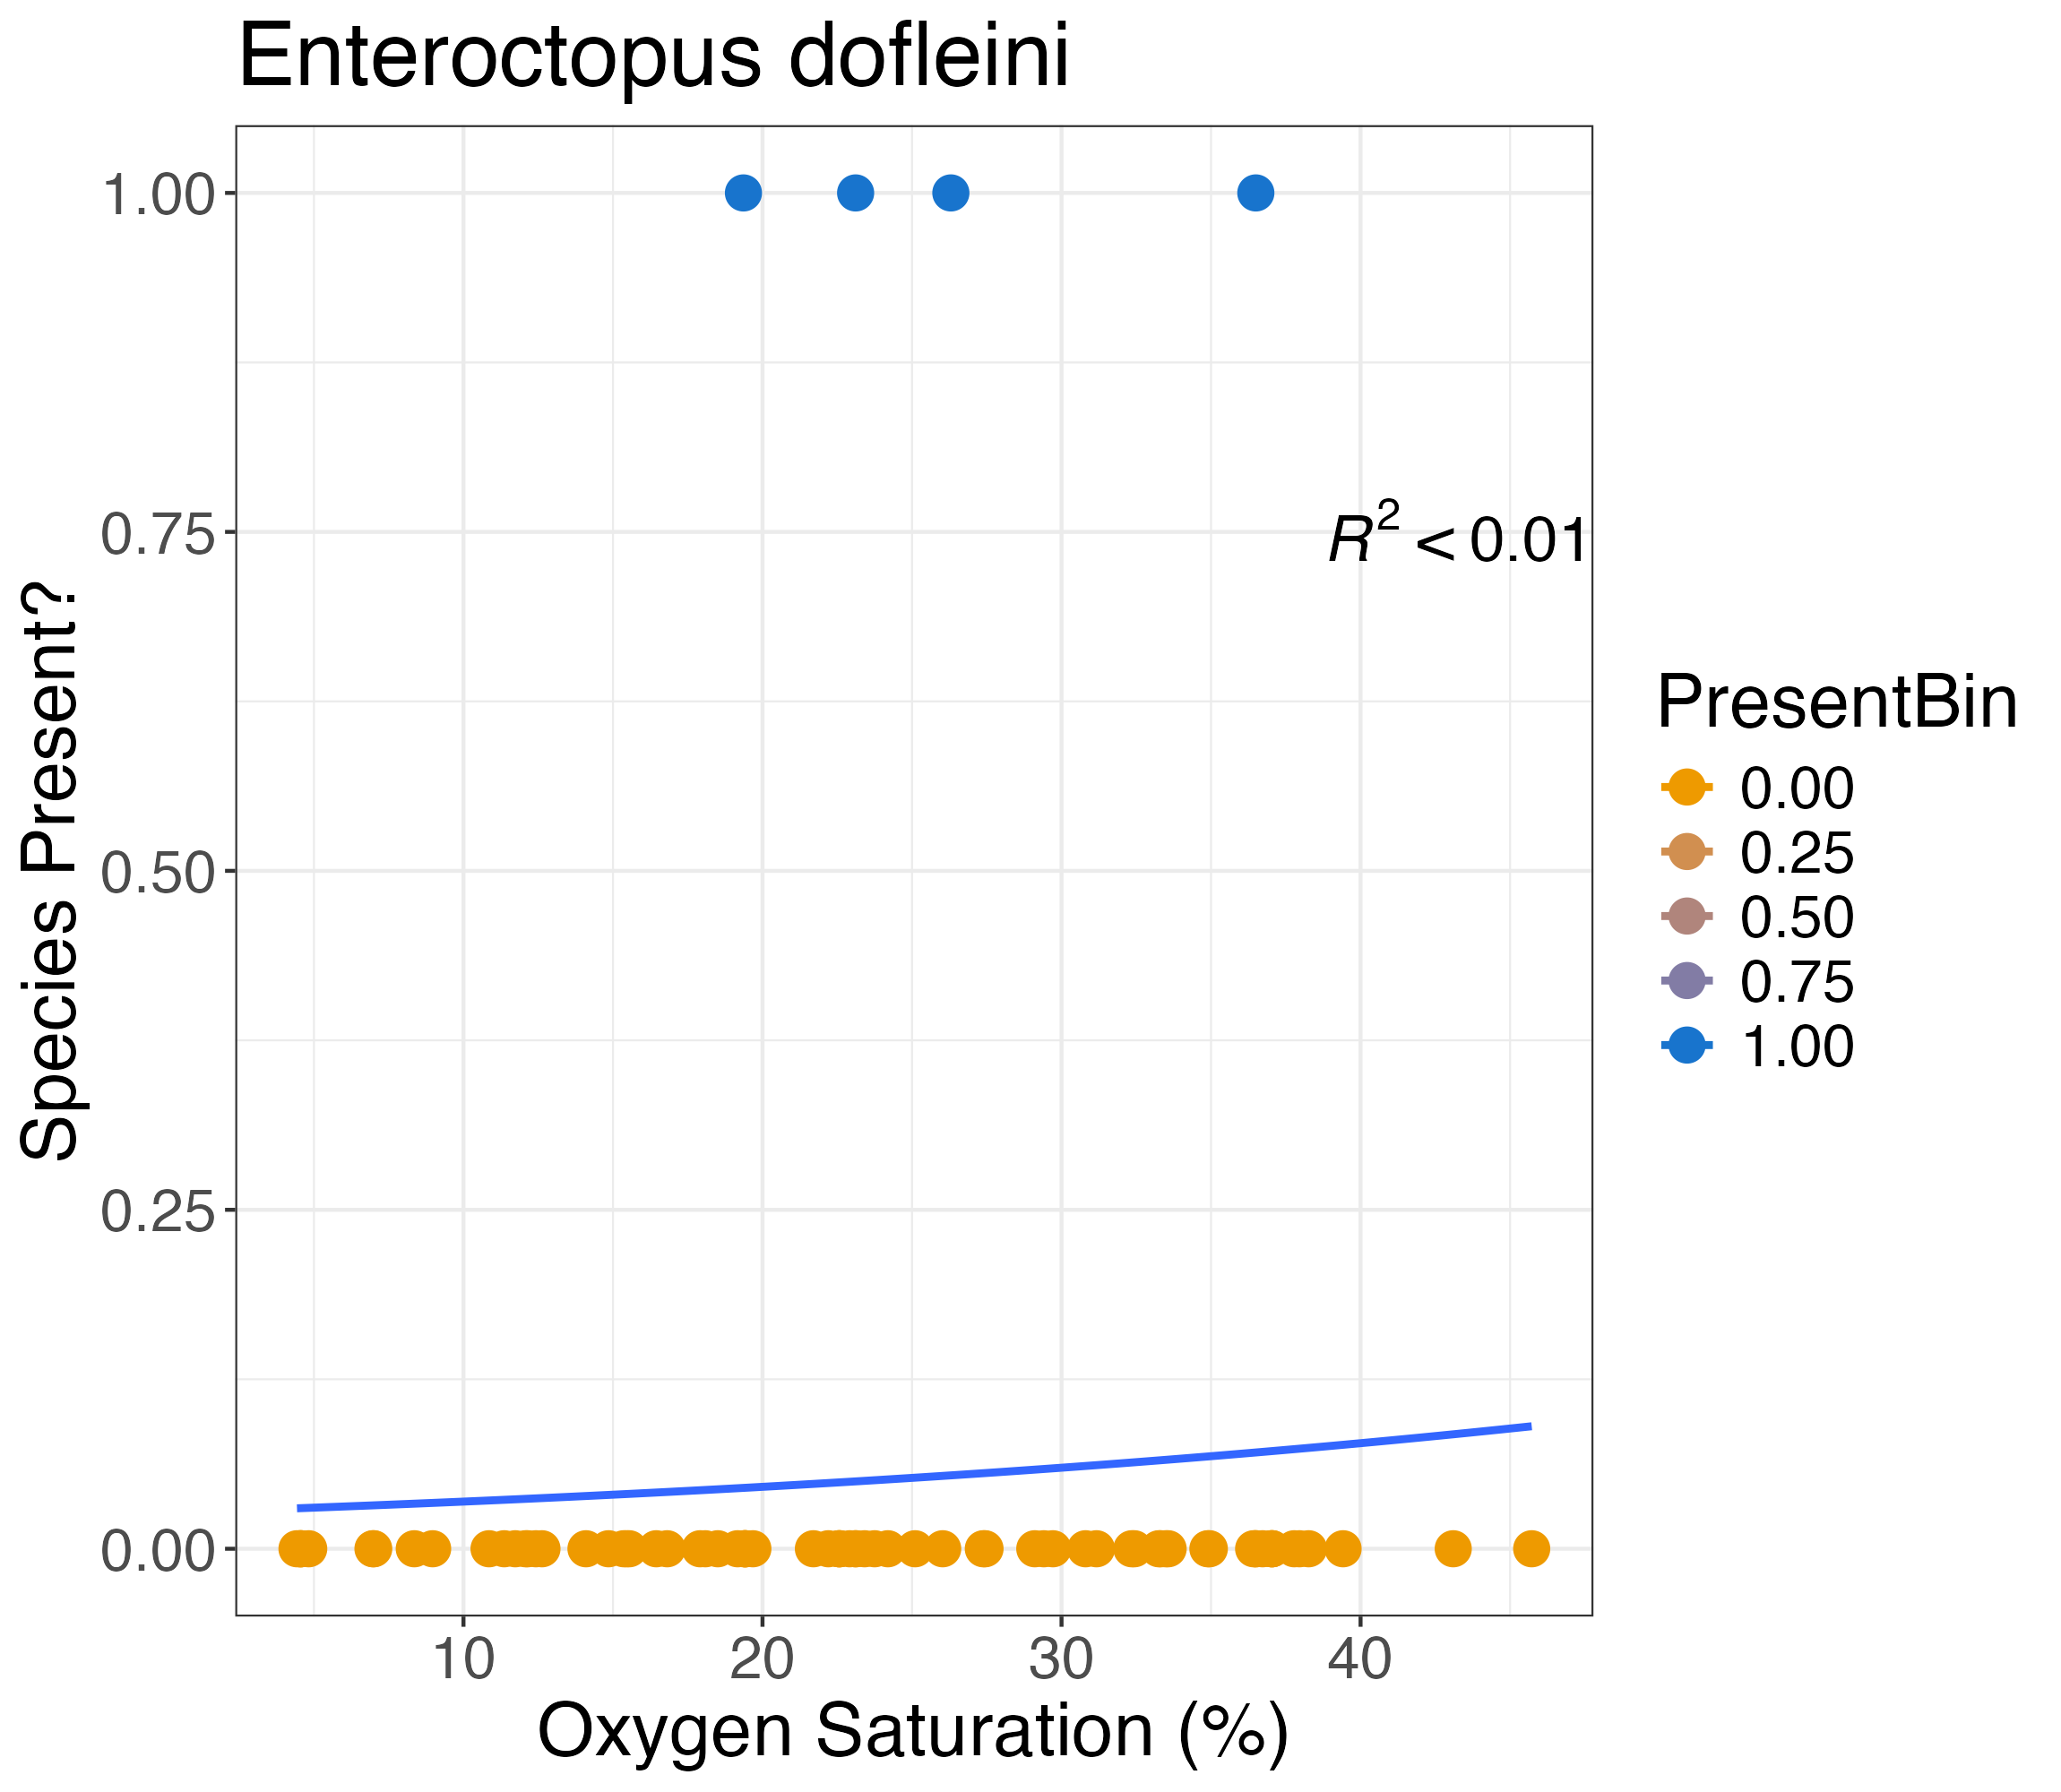 Enteroctopus dofleini
1.00
0.75
0.50
0.25
0.00
Species Present?
R² < 0.01
10 20 30 40
Oxygen Saturation (%)
PresentBin
0.00
0.25
0.50
0.75
1.00